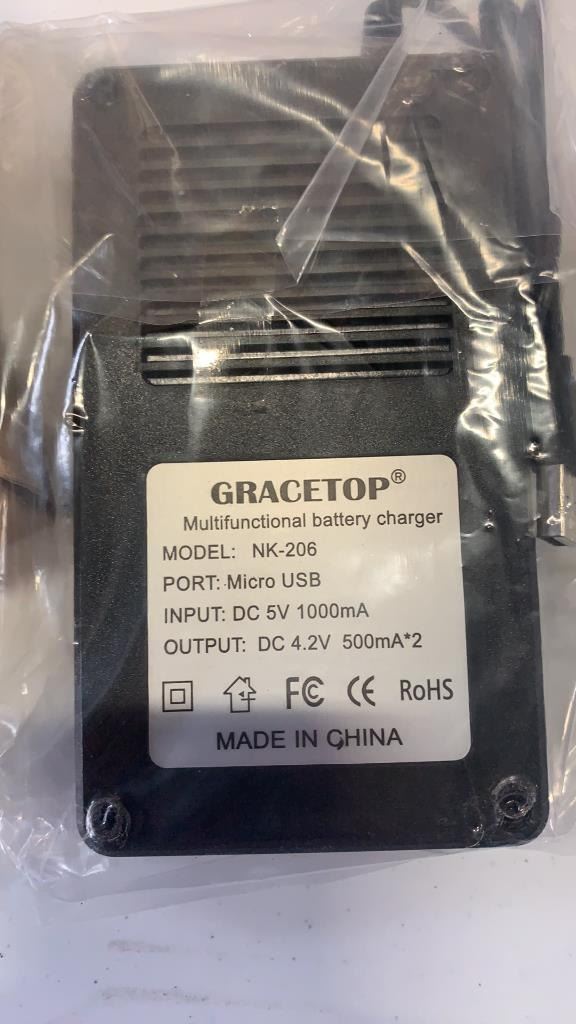 GRACETOP®
Multifunctional battery charger
MODEL: NK-206
PORT: Micro USB
INPUT: DC 5V 1000mA
OUTPUT: DC 4.2V 500mA*2
FC CE RoHS
MADE IN CHINA